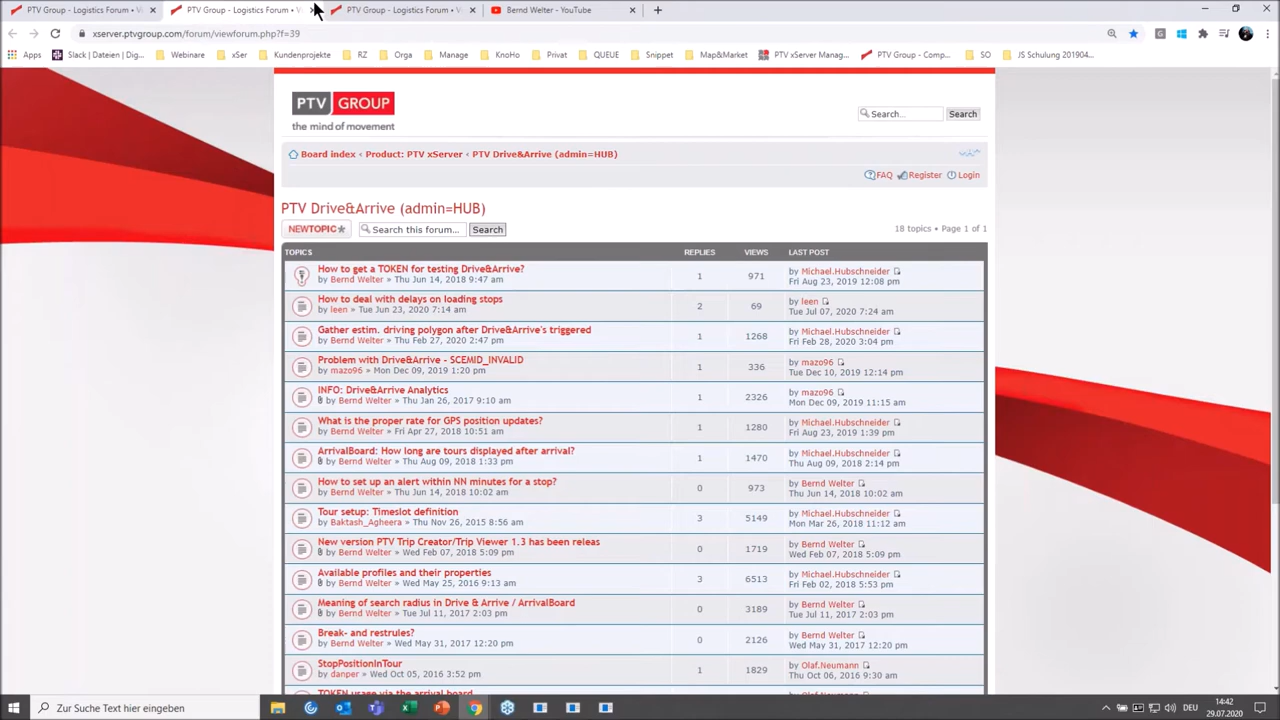 PTV Group - Logistics Forum • Vi
PTV Group - Logistics Forum • Vi
PTV Group - Logistics Forum • Vi
Bernd Welter - YouTube
xserver.ptvgroup.com/forum/viewforum.php?f=39
Apps
Slack | Dateien | Digi...
Webinare
xSer
Kundenprojekte
RZ
Orga
Manage
KnoHo
Privat
QUEUE
Snippet
Map&Market
PTV xServer Manag...
PTV Group - Comp...
SO
JS Schulung 201904...
PTV GROUP
the mind of movement
Search...
Search
Board index ‹ Product: PTV xServer ‹ PTV Drive&Arrive (admin=HUB)
FAQ Register Login
PTV Drive&Arrive (admin=HUB)
NEWTOPIC
Search this forum...
Search
18 topics • Page 1 of 1
TOPICS REPLIES VIEWS LAST POST
How to get a TOKEN for testing Drive&Arrive?
by Bernd Welter » Thu Jun 14, 2018 9:47 am
1 971
by Michael.Hubschneider
Fri Aug 23, 2019 12:08 pm
How to deal with delays on loading stops
by leen » Tue Jun 23, 2020 7:14 am
2 69
by leen
Tue Jul 07, 2020 7:24 am
Gather estim. driving polygon after Drive&Arrive's triggered
by Bernd Welter » Thu Feb 27, 2020 2:47 pm
1 1268
by Michael.Hubschneider
Fri Feb 28, 2020 3:04 pm
Problem with Drive&Arrive - SCEMID_INVALID
by mazo96 » Mon Dec 09, 2019 1:20 pm
1 336
by mazo96
Tue Dec 10, 2019 12:14 pm
INFO: Drive&Arrive Analytics
by Bernd Welter » Thu Jan 26, 2017 9:10 am
1 2326
by mazo96
Mon Dec 09, 2019 11:15 am
What is the proper rate for GPS position updates?
by Bernd Welter » Fri Apr 27, 2018 10:51 am
1 1280
by Michael.Hubschneider
Fri Aug 23, 2019 1:39 pm
ArrivalBoard: How long are tours displayed after arrival?
by Bernd Welter » Thu Aug 09, 2018 1:33 pm
1 1470
by Michael.Hubschneider
Thu Aug 09, 2018 2:14 pm
How to set up an alert within NN minutes for a stop?
by Bernd Welter » Thu Jun 14, 2018 10:02 am
0 973
by Bernd Welter
Thu Jun 14, 2018 10:02 am
Tour setup: Timeslot definition
by Baktash_Agheera » Thu Nov 26, 2015 8:56 am
3 5149
by Michael.Hubschneider
Mon Mar 26, 2018 11:12 am
New version PTV Trip Creator/Trip Viewer 1.3 has been releas
by Bernd Welter » Wed Feb 07, 2018 5:09 pm
0 1719
by Bernd Welter
Wed Feb 07, 2018 5:09 pm
Available profiles and their properties
by Bernd Welter » Wed May 25, 2016 9:13 am
3 6513
by Michael.Hubschneider
Fri Feb 02, 2018 5:53 pm
Meaning of search radius in Drive & Arrive / ArrivalBoard
by Bernd Welter » Tue Jul 11, 2017 2:03 pm
0 3189
by Bernd Welter
Tue Jul 11, 2017 2:03 pm
Break- and restrules?
by Bernd Welter » Wed May 31, 2017 12:20 pm
0 2126
by Bernd Welter
Wed May 31, 2017 12:20 pm
StopPositionInTour
by danper » Wed Oct 05, 2016 3:52 pm
1 1829
by Olaf.Neumann
Thu Oct 06, 2016 9:30 am
TOKEN usage via the arrival board
by Olaf.Neumann
Zur Suche Text hier eingeben
DEU
14:42
29.07.2020